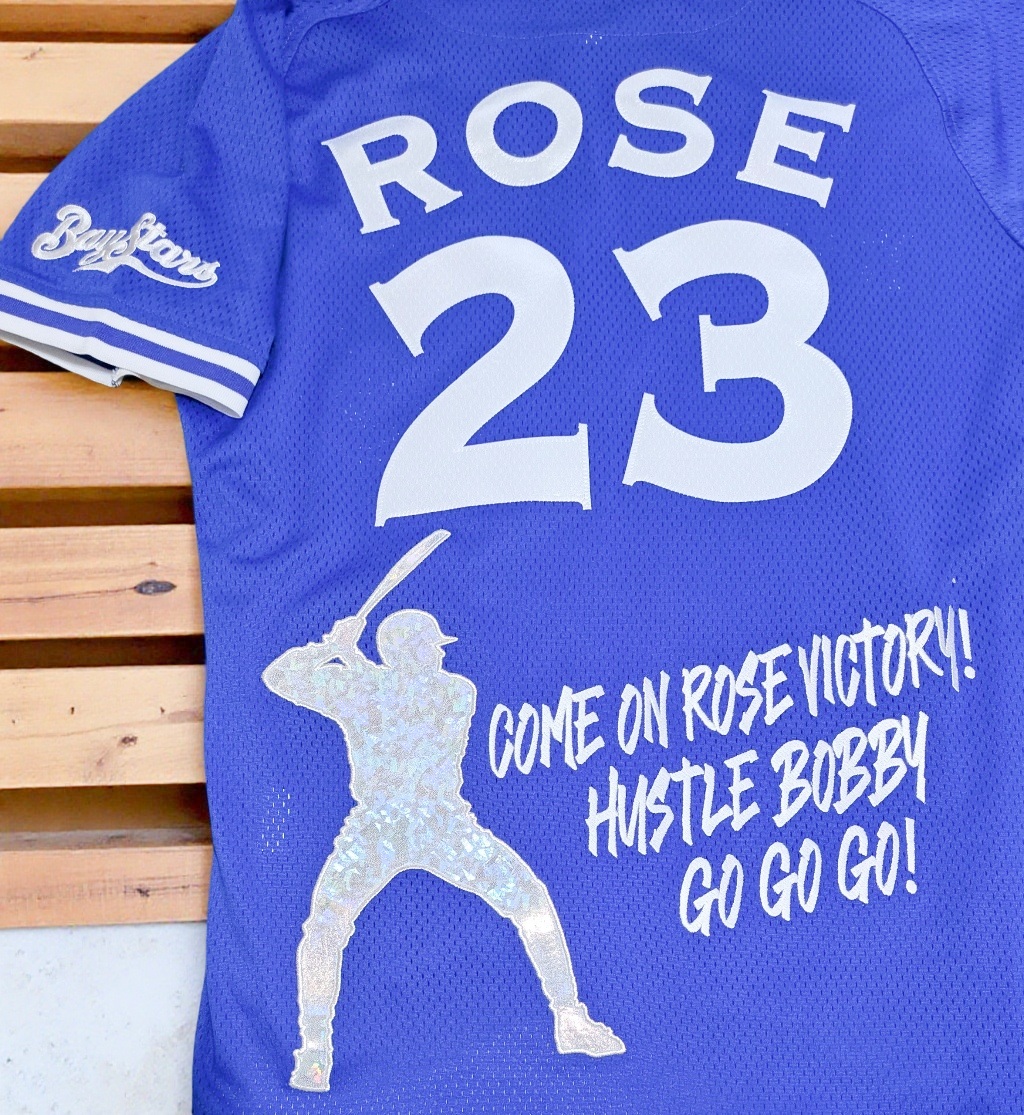 ROSE
BayStars
23
COME ON ROSE VICTORY!
HUSTLE BOBBY
GO GO GO!